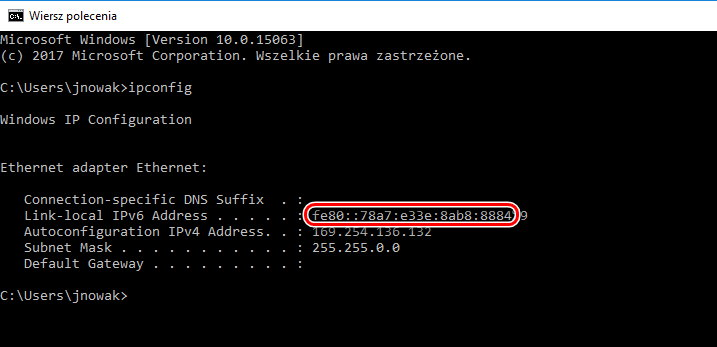 Wiersz polecenia
Microsoft Windows [Version 10.0.15063]
(c) 2017 Microsoft Corporation. Wszelkie prawa zastrzeżone.
C:\Users\jnowak>ipconfig
Windows IP Configuration
Ethernet adapter Ethernet:
Connection-specific DNS Suffix  . :
Link-local IPv6 Address . . . . . : fe80::78a7:e33e:8ab8:8884
Autoconfiguration IPv4 Address. . : 169.254.136.132
Subnet Mask . . . . . . . . . . . : 255.255.0.0
Default Gateway . . . . . . . . . :
C:\Users\jnowak>